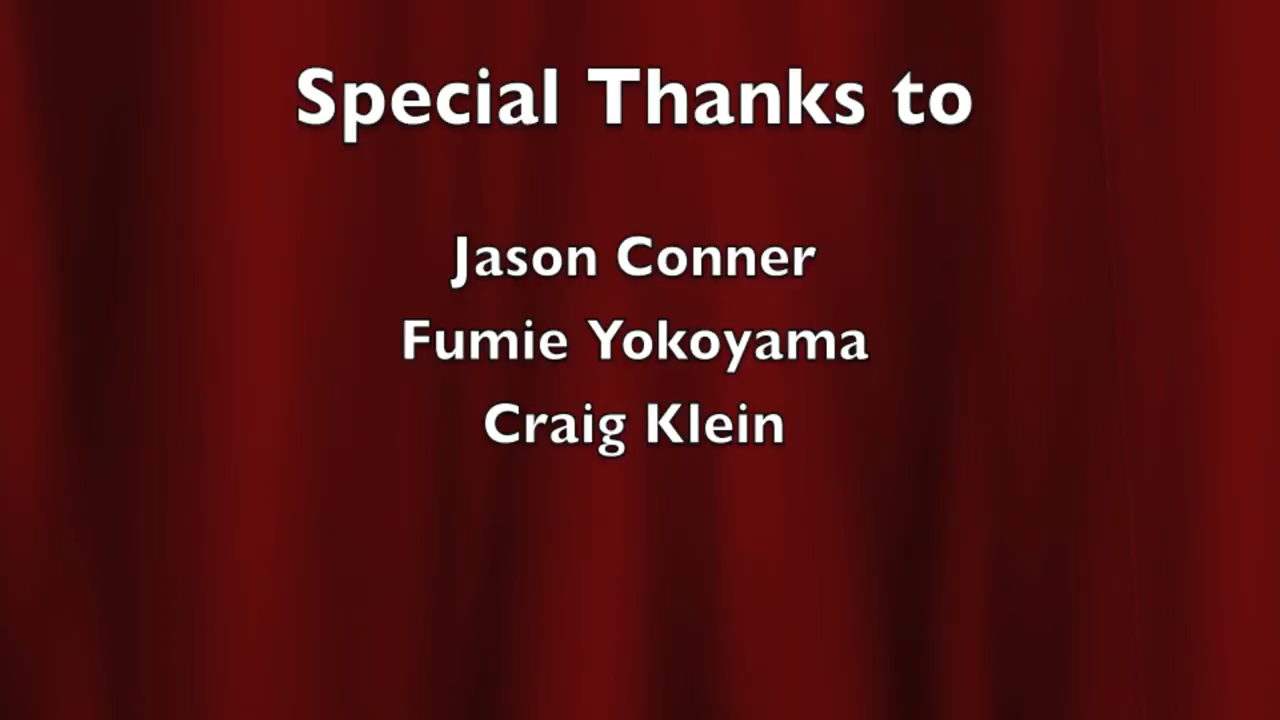 Special Thanks to
Jason Conner
Fumie Yokoyama
Craig Klein